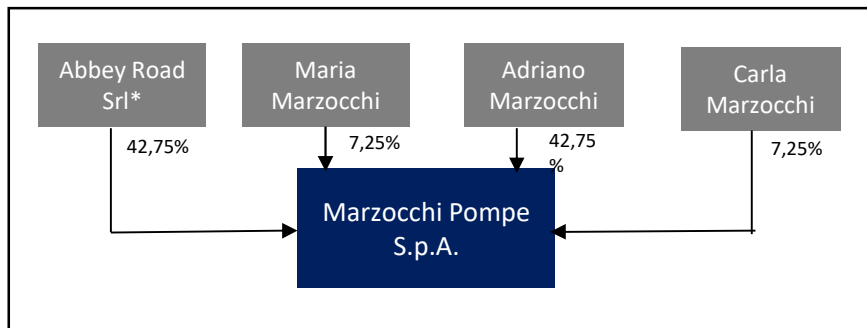 Abbey Road
Srl*
Maria
Marzocchi
Adriano
Marzocchi
Carla
Marzocchi
42,75%
7,25%
42,75
%
7,25%
Marzocchi Pompe
S.p.A.